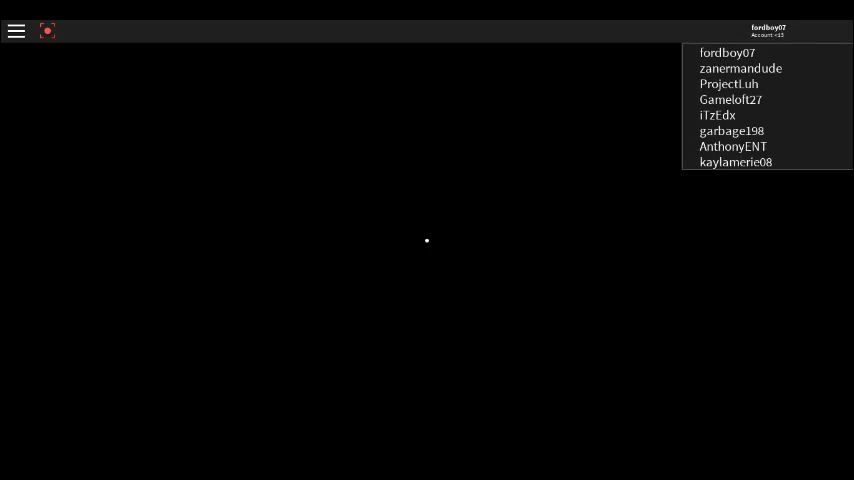 fordboy07
Account <13
fordboy07
zanermandude
ProjectLuh
Gameloft27
iTzEdx
garbage198
AnthonyENT
kaylamerie08